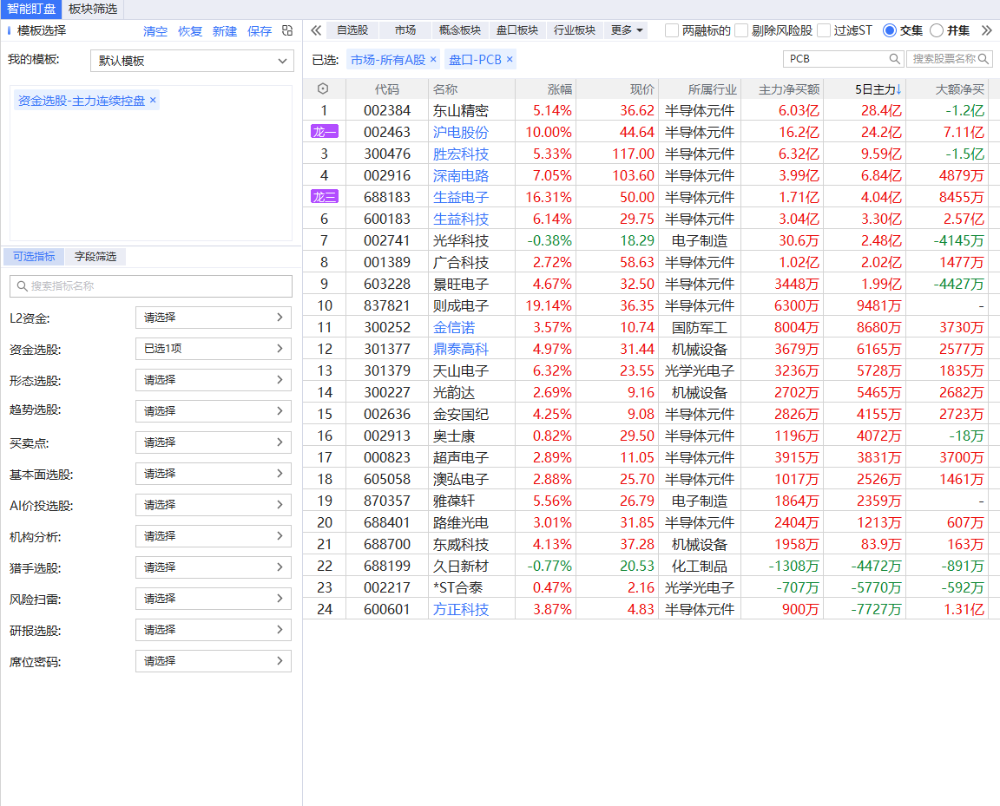 智能盯盘 板块筛选
模板选择 清空 恢复 新建 保存
我的模板: 默认模板
资金选股-主力连续控盘 ×
可选指标 字段筛选
搜索指标名称
L2资金: 请选择
资金选股: 已选1项
形态选股: 请选择
趋势选股: 请选择
买卖点: 请选择
基本面选股: 请选择
AI价投选股: 请选择
机构分析: 请选择
猎手选股: 请选择
风险扫雷: 请选择
研报选股: 请选择
席位密码: 请选择
自选股 市场 概念板块 盘口板块 行业板块 更多 两融标的 剔除风险股 过滤ST 交集 并集
已选: 市场-所有A股 × 盘口-PCB × PCB 搜索股票名称
代码 名称 涨幅 现价 所属行业 主力净买额 5日主力↓ 大额净买
1 002384 东山精密 5.14% 36.62 半导体元件 6.03亿 28.4亿 -1.2亿
龙一 002463 沪电股份 10.00% 44.64 半导体元件 16.2亿 24.2亿 7.11亿
3 300476 胜宏科技 5.33% 117.00 半导体元件 6.32亿 9.59亿 -1.5亿
4 002916 深南电路 7.05% 103.60 半导体元件 3.99亿 6.84亿 4879万
龙三 688183 生益电子 16.31% 50.00 半导体元件 1.71亿 4.04亿 8455万
6 600183 生益科技 6.14% 29.75 半导体元件 3.04亿 3.30亿 2.57亿
7 002741 光华科技 -0.38% 18.29 电子制造 30.6万 2.48亿 -4145万
8 001389 广合科技 2.72% 58.63 半导体元件 1.02亿 2.02亿 1477万
9 603228 景旺电子 4.67% 32.50 半导体元件 3448万 1.99亿 -4427万
10 837821 则成电子 19.14% 36.35 半导体元件 6300万 9481万 -
11 300252 金信诺 3.57% 10.74 国防军工 8004万 8680万 3730万
12 301377 鼎泰高科 4.97% 31.44 机械设备 3679万 6165万 2577万
13 301379 天山电子 6.32% 23.55 光学光电子 3236万 5728万 1835万
14 300227 光韵达 2.69% 9.16 机械设备 2702万 5465万 2682万
15 002636 金安国纪 4.25% 9.08 半导体元件 2826万 4155万 2723万
16 002913 奥士康 0.82% 29.50 半导体元件 1196万 4072万 -18万
17 000823 超声电子 2.89% 11.05 半导体元件 3915万 3831万 3700万
18 605058 澳弘电子 2.88% 25.70 半导体元件 1017万 2526万 1461万
19 870357 雅葆轩 5.56% 26.79 电子制造 1864万 2359万 -
20 688401 路维光电 3.01% 31.85 半导体元件 2404万 1213万 607万
21 688700 东威科技 4.13% 37.28 机械设备 1958万 83.9万 163万
22 688199 久日新材 -0.77% 20.53 化工制品 -1308万 -4472万 -891万
23 002217 *ST合泰 0.47% 2.16 光学光电子 -707万 -5770万 -592万
24 600601 方正科技 3.87% 4.83 半导体元件 900万 -7727万 1.31亿